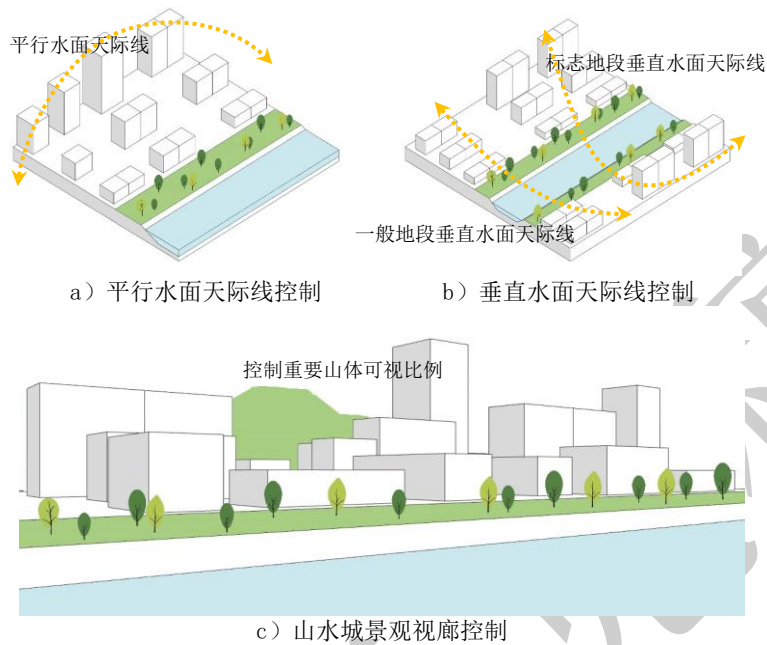 平行水面天际线
标志地段垂直水面天际线
一般地段垂直水面天际线
a）平行水面天际线控制
b）垂直水面天际线控制
控制重要山体可视比例
c）山水城景观视廊控制